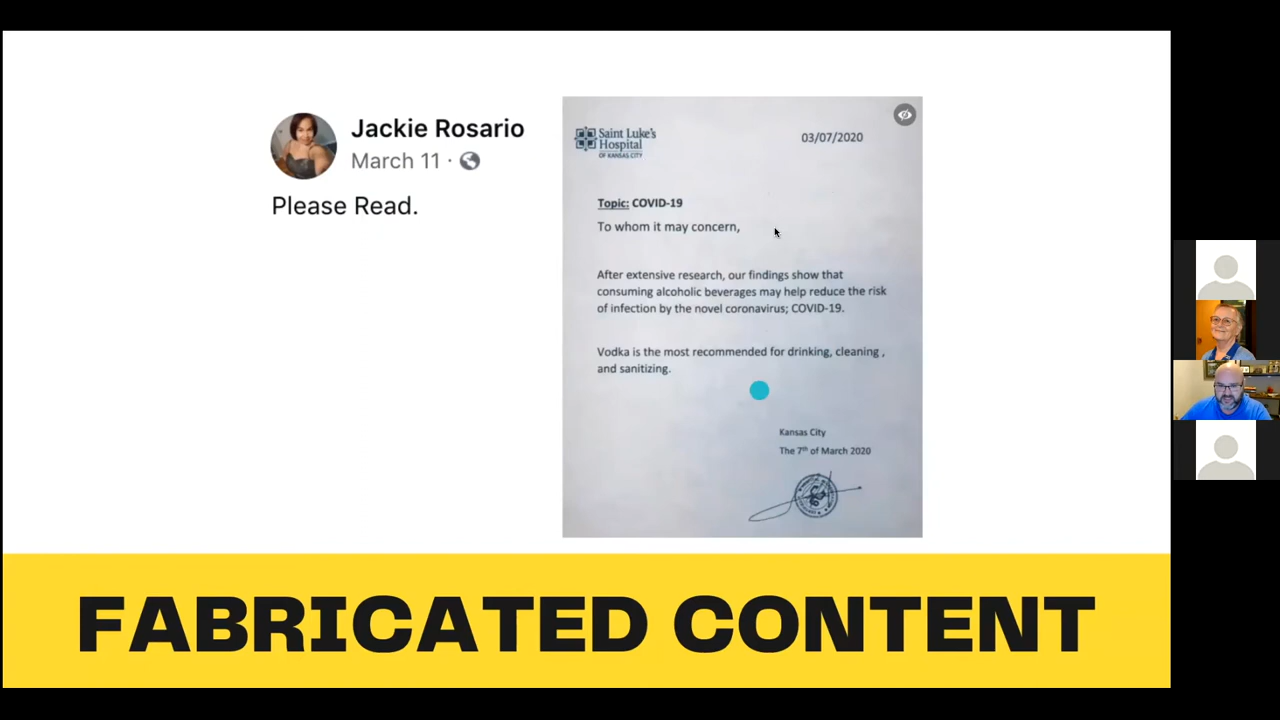 Jackie Rosario
March 11 ·
Please Read.
Saint Luke's
Hospital
OF KANSAS CITY
03/07/2020
Topic: COVID-19
To whom it may concern,
After extensive research, our findings show that
consuming alcoholic beverages may help reduce the risk
of infection by the novel coronavirus; COVID-19.
Vodka is the most recommended for drinking, cleaning ,
and sanitizing.
Kansas City
The 7th of March 2020
FABRICATED CONTENT